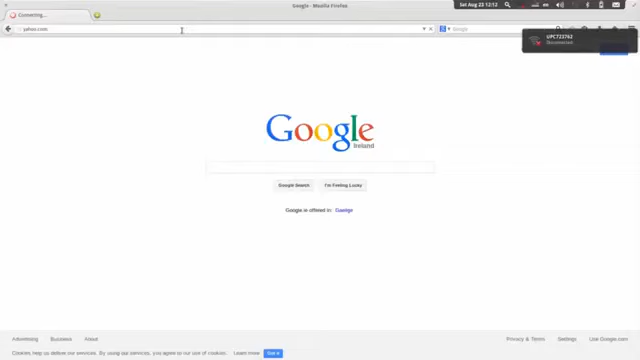 Google - Mozilla Firefox
Sat Aug 23 12:12
Connecting...
yahoo.com
Google
UPC722762
Disconnected
Google
Ireland
Google Search
I'm Feeling Lucky
Google.ie offered in: Gaeilge
Advertising Business About
Privacy & Terms Settings Use Google.com
Cookies help us deliver our services. By using our services, you agree to our use of cookies. Learn more Got it